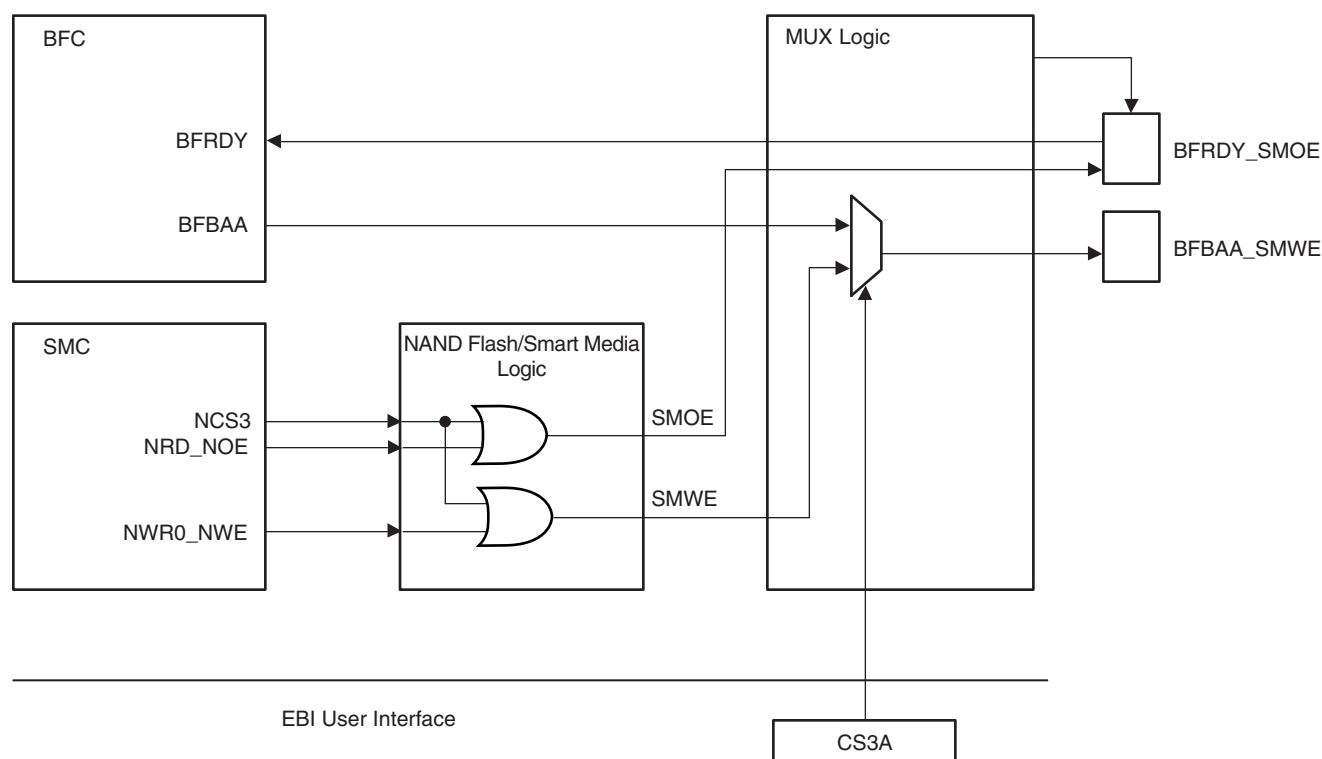 BFC
MUX Logic
BFRDY
BFRDY_SMOE
BFBAA
BFBAA_SMWE
SMC
NAND Flash/Smart Media
Logic
NCS3
SMOE
NRD_NOE
SMWE
NWR0_NWE
EBI User Interface
CS3A